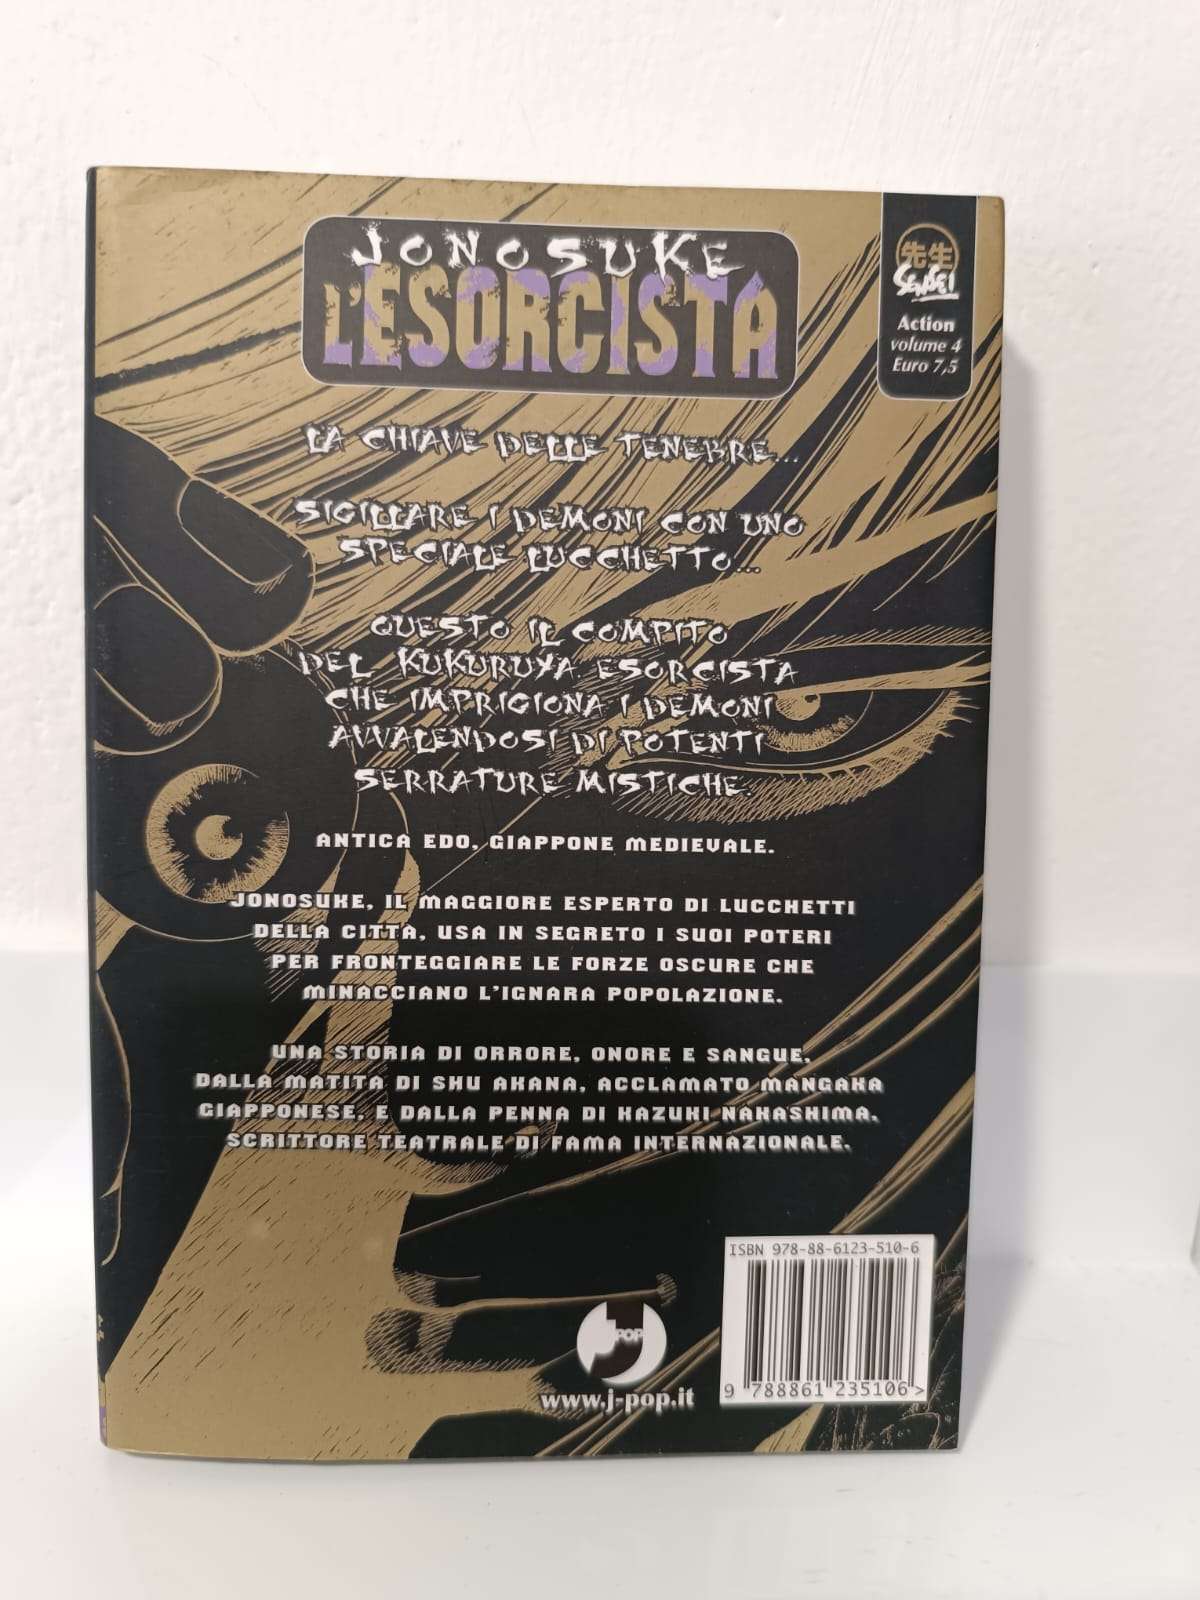 JONOSUKE
L'ESORCISTA
先生
SENSEI
Action
volume 4
Euro 7,5
LA CHIAVE DELLE TENEBRE...
SIGILLARE I DEMONI CON UNO
SPECIALE LUCCHETTO...
QUESTO IL COMPITO
DEL KUKURUYA. ESORCISTA
CHE IMPRIGIONA I DEMONI
AVVALENDOSI DI POTENTI
SERRATURE MISTICHE.
ANTICA EDO, GIAPPONE MEDIEVALE.
JONOSUKE, IL MAGGIORE ESPERTO DI LUCCHETTI
DELLA CITTÀ, USA IN SEGRETO I SUOI POTERI
PER FRONTEGGIARE LE FORZE OSCURE CHE
MINACCIANO L'IGNARA POPOLAZIONE.
UNA STORIA DI ORRORE, ONORE E SANGUE,
DALLA MATITA DI SHU AKANA, ACCLAMATO MANGAKA
GIAPPONESE, E DALLA PENNA DI KAZUKI NAKASHIMA,
SCRITTORE TEATRALE DI FAMA INTERNAZIONALE.
ISBN 978-88-6123-510-6
9 788861 235106 >
J POP
www.j-pop.it